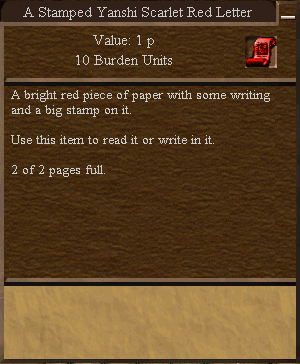 A Stamped Yanshi Scarlet Red Letter
Value: 1 p
10 Burden Units
A bright red piece of paper with some writing
and a big stamp on it.
Use this item to read it or write in it.
2 of 2 pages full.